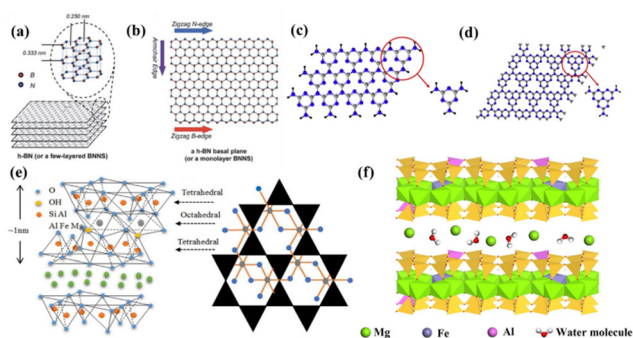 (a)
0.250 nm
0.333 nm
B
N
h-BN (or a few-layered BNNS)
(b)
Zigzag N-edge
Armchair Edge
Zigzag B-edge
a h-BN basal plane
(or a monolayer BNNS)
(c)
(d)
(e)
~1nm
O
OH
Si Al
Al Fe Mg
Tetrahedral
Octahedral
Tetrahedral
(f)
Mg
Fe
Al
Water molecule